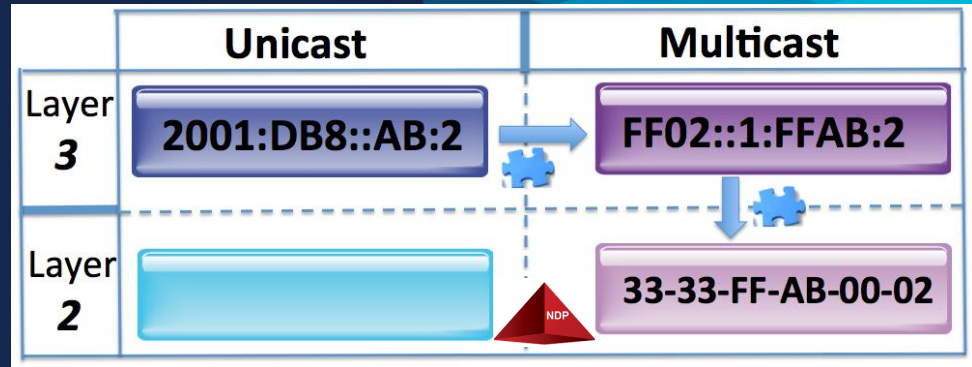 Unicast Multicast
Layer 3 2001:DB8::AB:2 FF02::1:FFAB:2
Layer 2 33-33-FF-AB-00-02
NDP